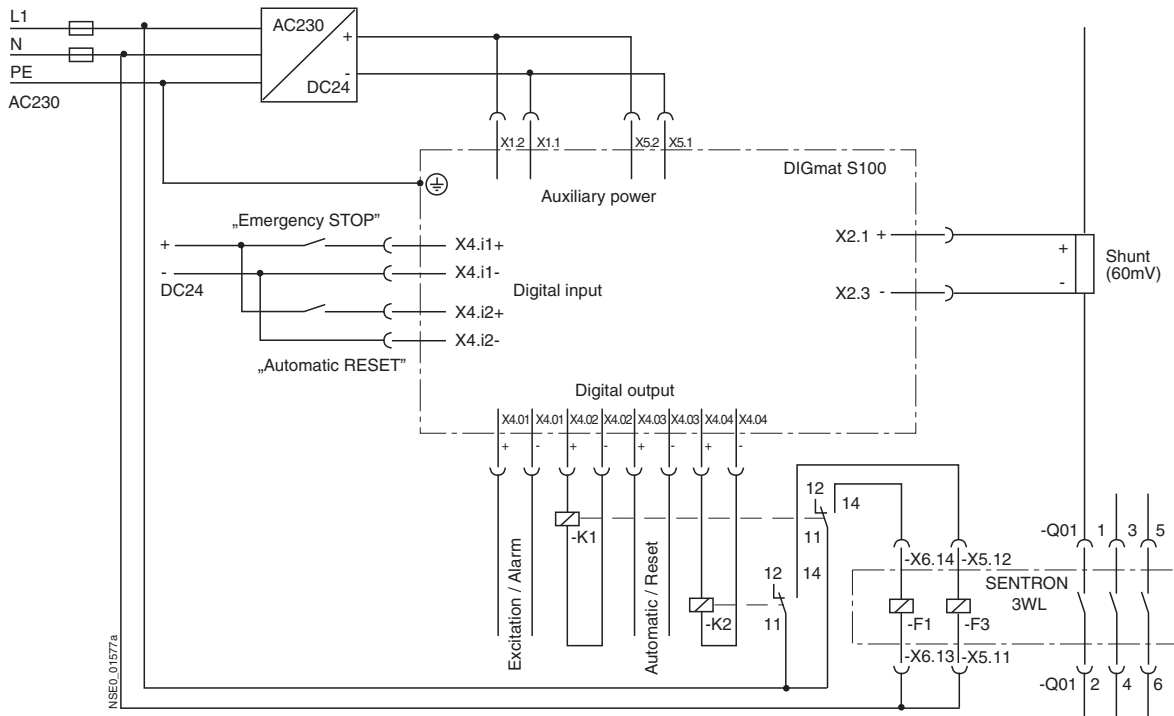 L1
N
PE
AC230
AC230
+
-
DC24
X1.2 X1.1 X5.2 X5.1
DIGmat S100
Auxiliary power
„Emergency STOP”
+
-
DC24
X4.i1+
X4.i1-
Digital input
X4.i2+
X4.i2-
„Automatic RESET”
X2.1 +
X2.3 -
+
-
Shunt
(60mV)
Digital output
X4.01 X4.01 X4.02 X4.02 X4.03 X4.03 X4.04 X4.04
+ - + - + - + -
Excitation / Alarm
-K1
Automatic / Reset
-K2
12
14
11
12
14
11
-X6.14 -X5.12
SENTRON
3WL
-F1 -F3
-X6.13 -X5.11
-Q01 1 3 5
-Q01 2 4 6
NSE0_01577a